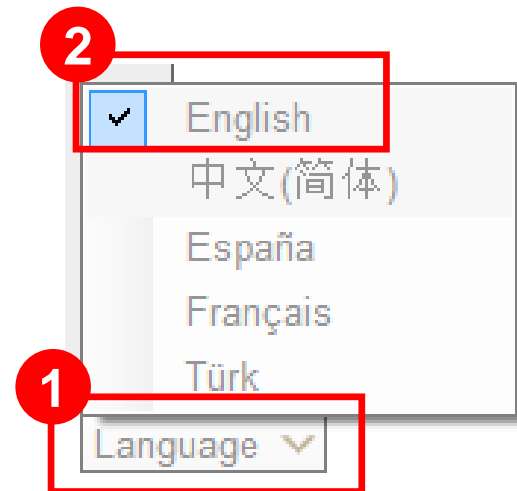 2
English
中文(简体)
España
Français
Türk
1
Language